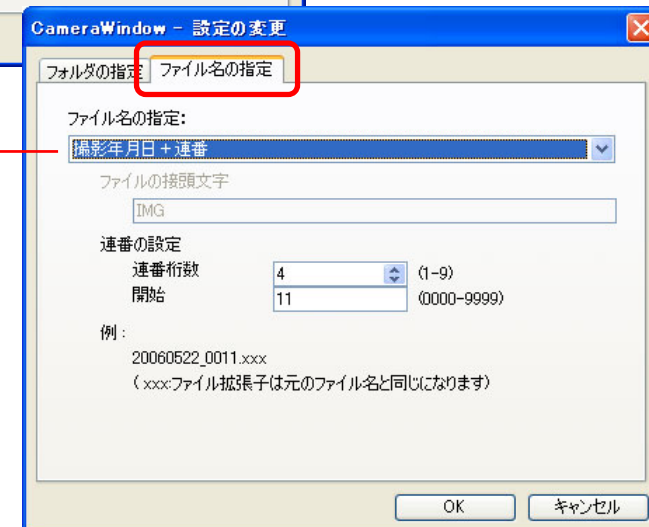 CameraWindow - 設定の変更
フォルダの指定 ファイル名の指定
ファイル名の指定:
撮影年月日+連番
ファイルの接頭文字
IMG
連番の設定
連番桁数 4 (1-9)
開始 11 (0000-9999)
例:
20060522_0011.xxx
(xxx:ファイル拡張子は元のファイル名と同じになります)
OK キャンセル